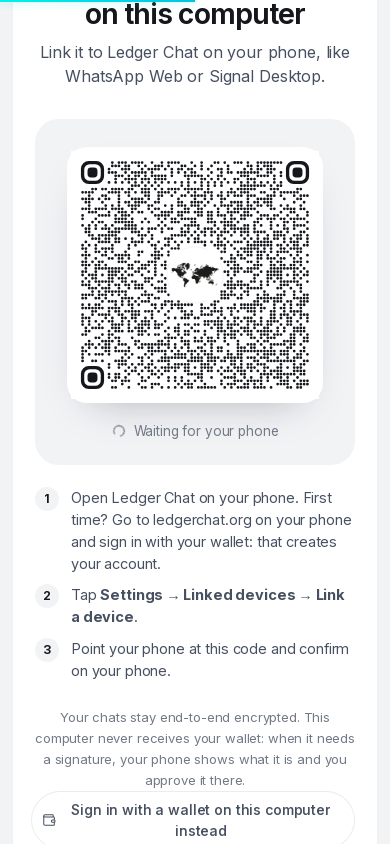 on this computer
Link it to Ledger Chat on your phone, like
WhatsApp Web or Signal Desktop.
Waiting for your phone
1 Open Ledger Chat on your phone. First
time? Go to ledgerchat.org on your phone
and sign in with your wallet: that creates
your account.
2 Tap Settings → Linked devices → Link
a device.
3 Point your phone at this code and confirm
on your phone.
Your chats stay end-to-end encrypted. This
computer never receives your wallet: when it needs
a signature, your phone shows what it is and you
approve it there.
Sign in with a wallet on this computer
instead